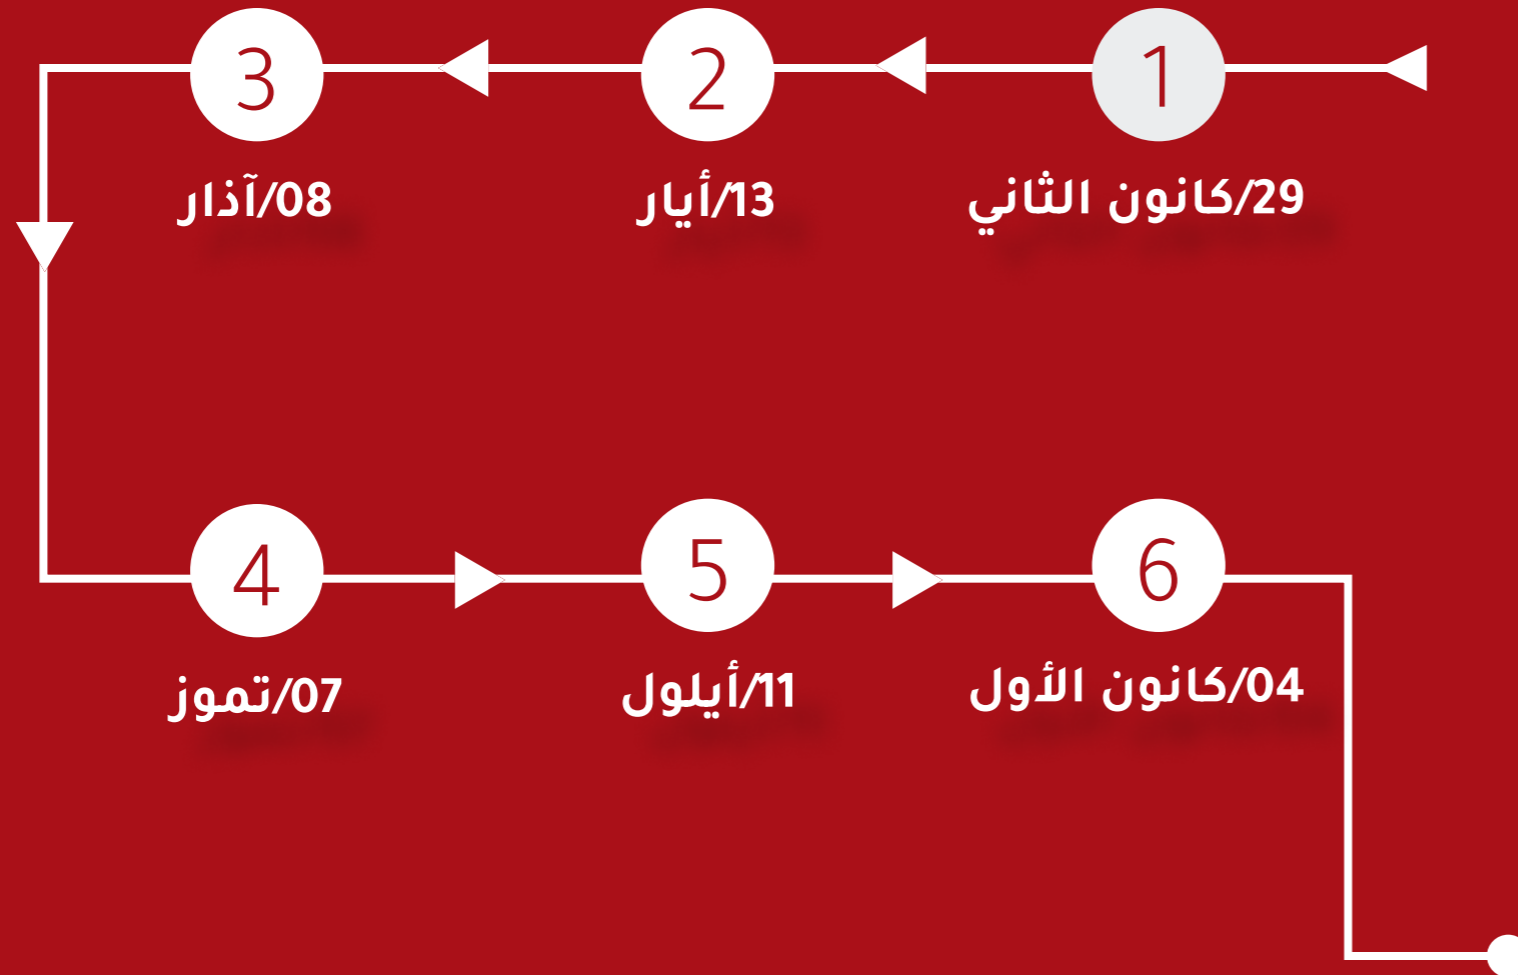 1
29/كانون الثاني
2
13/أيار
3
08/آذار
4
07/تموز
5
11/أيلول
6
04/كانون الأول